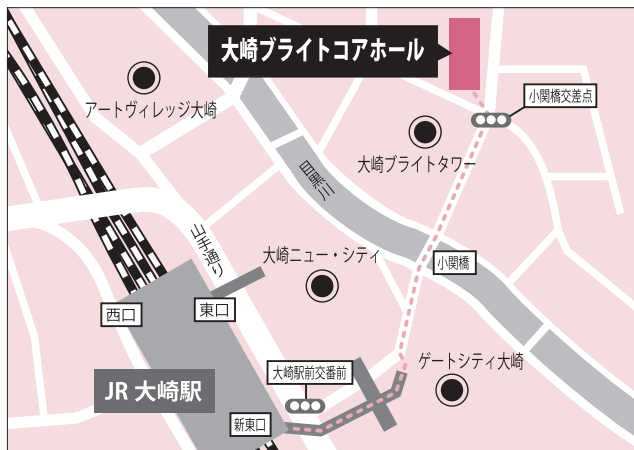 大崎ブライトコアホール
小関橋交差点
アートヴィレッジ大崎
大崎ブライトタワー
目黒川
山手通り
大崎ニュー・シティ
小関橋
西口
東口
大崎駅前交番前
ゲートシティ大崎
JR 大崎駅
新東口